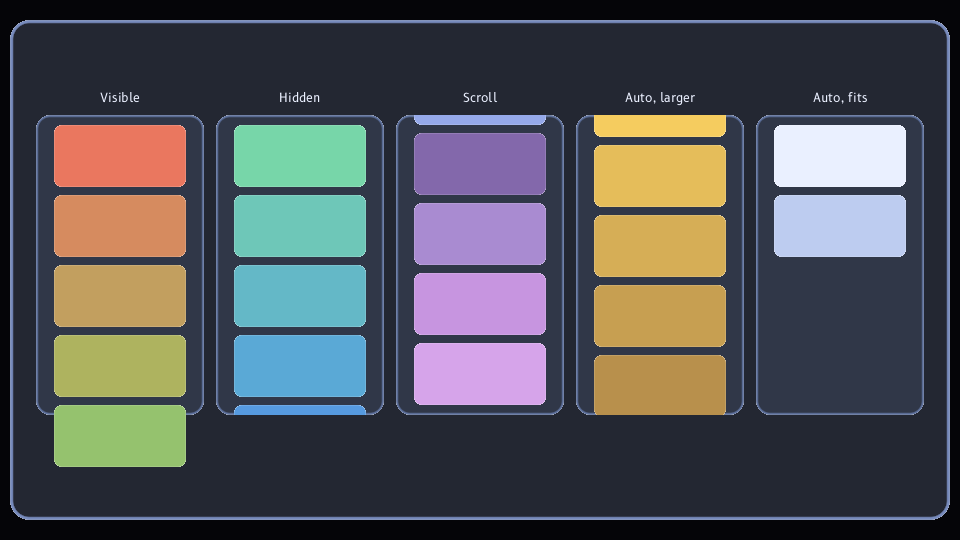 Visible
Hidden
Scroll
Auto, larger
Auto, fits